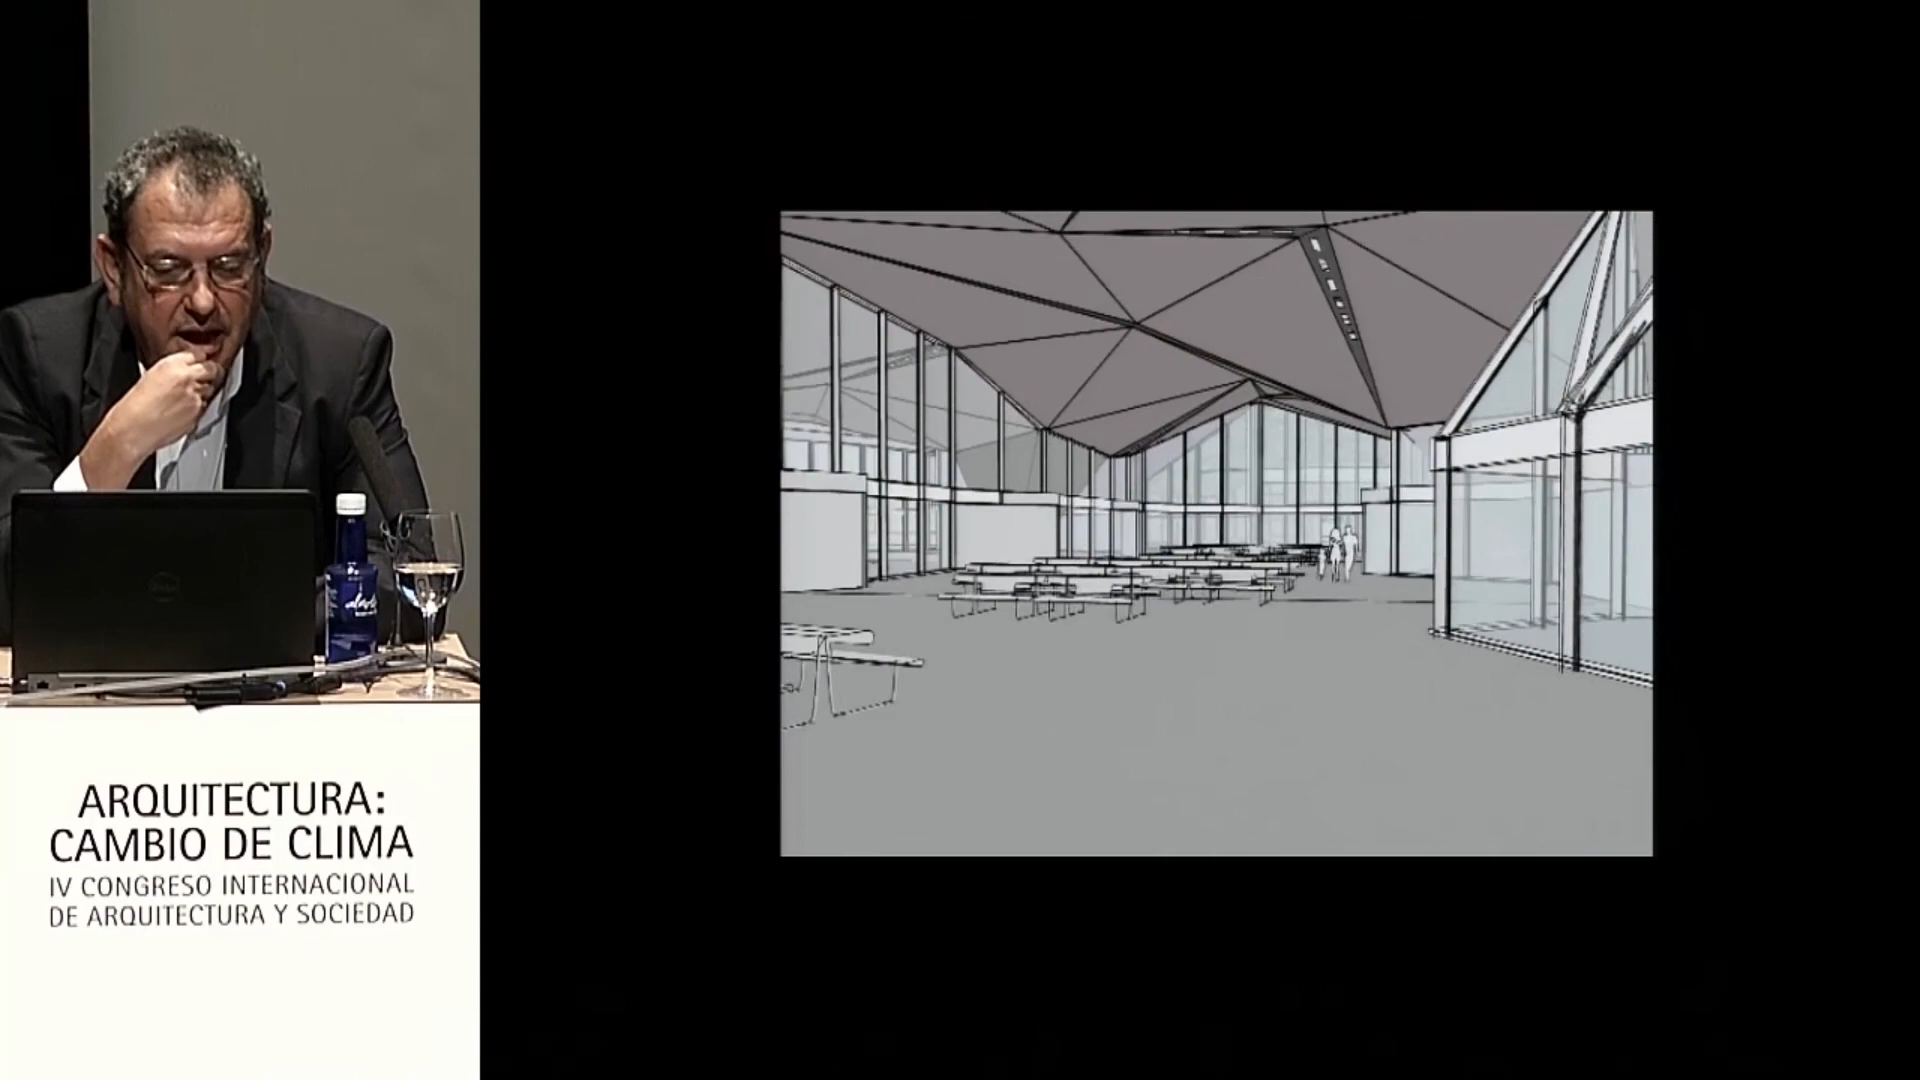 ARQUITECTURA:
CAMBIO DE CLIMA
IV CONGRESO INTERNACIONAL
DE ARQUITECTURA Y SOCIEDAD